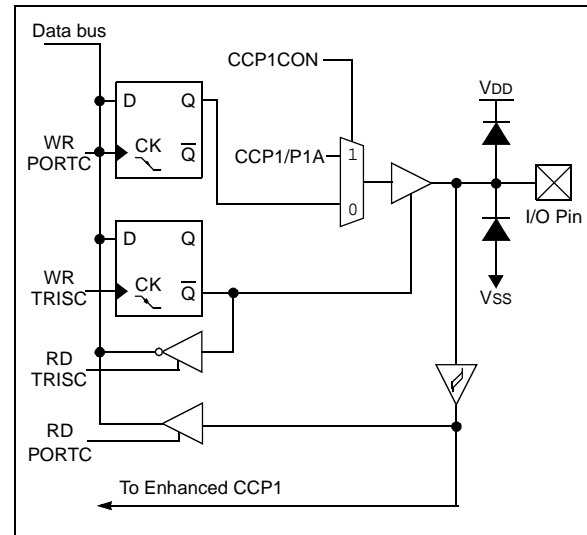 Data bus
CCP1CON
VDD
D Q
WR
PORTC
CK Q
CCP1/P1A
1
0
I/O Pin
D Q
WR
TRISC
CK Q
VSS
RD
TRISC
RD
PORTC
To Enhanced CCP1